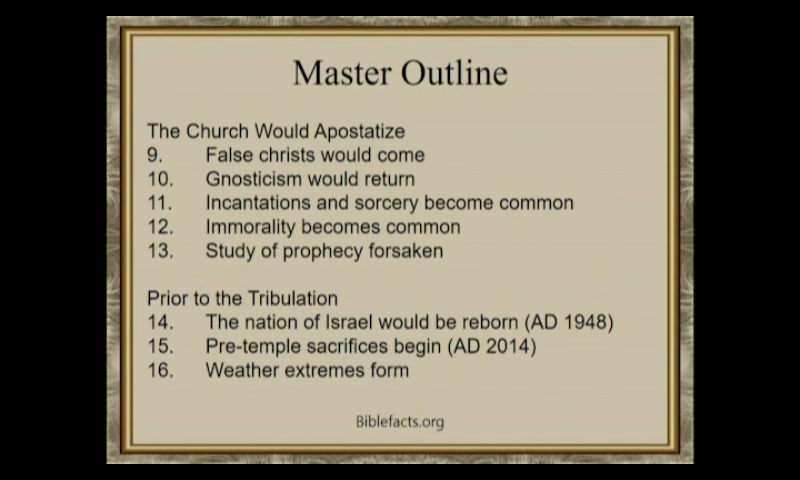 Master Outline
The Church Would Apostatize
9. False christs would come
10. Gnosticism would return
11. Incantations and sorcery become common
12. Immorality becomes common
13. Study of prophecy forsaken
Prior to the Tribulation
14. The nation of Israel would be reborn (AD 1948)
15. Pre-temple sacrifices begin (AD 2014)
16. Weather extremes form
Biblefacts.org